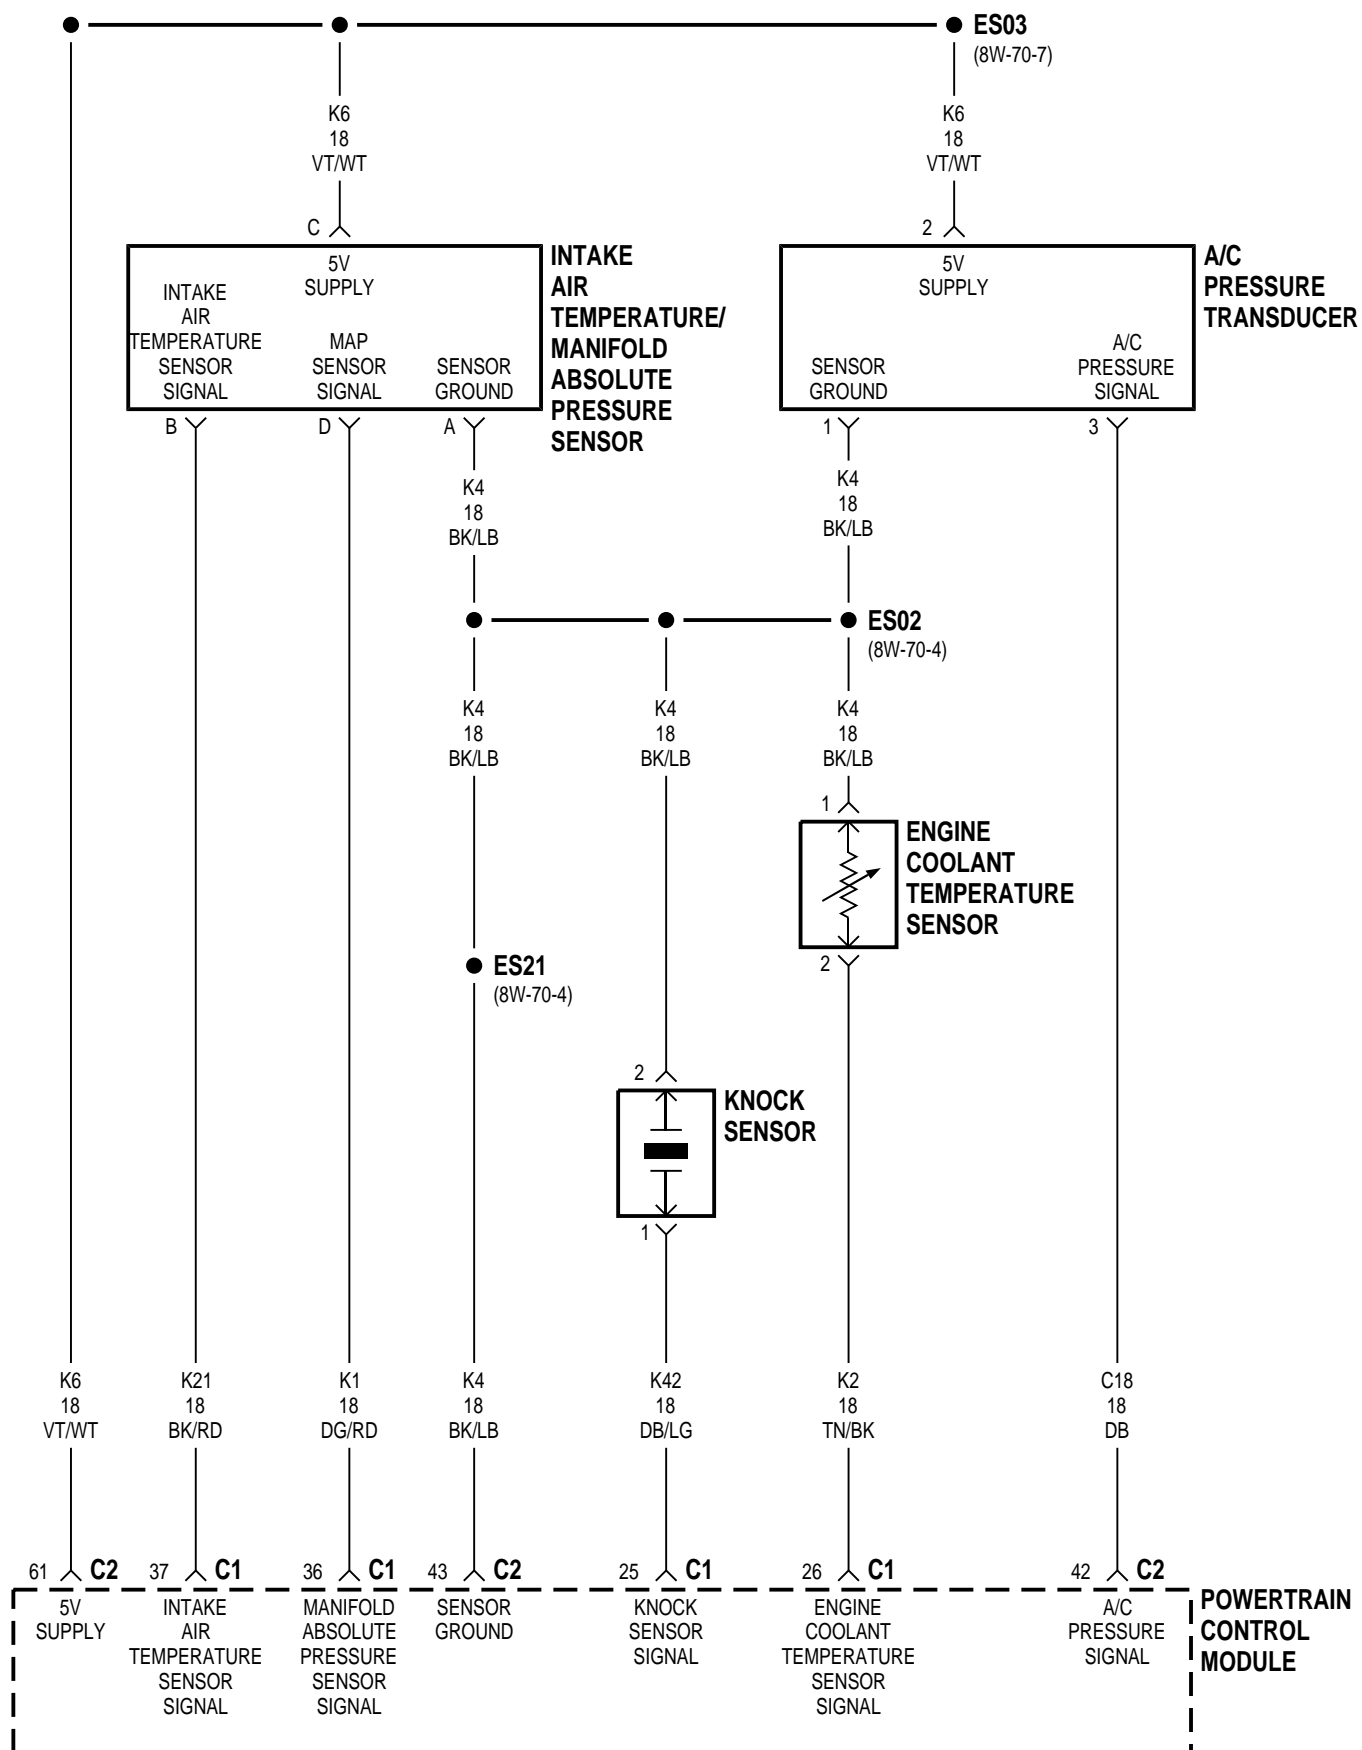 ES03
(8W-70-7)
K6
18
VT/WT
K6
18
VT/WT
C
2
5V
SUPPLY
INTAKE
AIR
TEMPERATURE
SENSOR
SIGNAL
MAP
SENSOR
SIGNAL
SENSOR
GROUND
INTAKE
AIR
TEMPERATURE/
MANIFOLD
ABSOLUTE
PRESSURE
SENSOR
5V
SUPPLY
SENSOR
GROUND
A/C
PRESSURE
SIGNAL
A/C
PRESSURE
TRANSDUCER
B
D
A
1
3
K4
18
BK/LB
K4
18
BK/LB
ES02
(8W-70-4)
K4
18
BK/LB
K4
18
BK/LB
K4
18
BK/LB
1
ENGINE
COOLANT
TEMPERATURE
SENSOR
2
ES21
(8W-70-4)
2
KNOCK
SENSOR
1
K6
18
VT/WT
K21
18
BK/RD
K1
18
DG/RD
K4
18
BK/LB
K42
18
DB/LG
K2
18
TN/BK
C18
18
DB
61 C2
37 C1
36 C1
43 C2
25 C1
26 C1
42 C2
5V
SUPPLY
INTAKE
AIR
TEMPERATURE
SENSOR
SIGNAL
MANIFOLD
ABSOLUTE
PRESSURE
SENSOR
SIGNAL
SENSOR
GROUND
KNOCK
SENSOR
SIGNAL
ENGINE
COOLANT
TEMPERATURE
SENSOR
SIGNAL
A/C
PRESSURE
SIGNAL
POWERTRAIN
CONTROL
MODULE